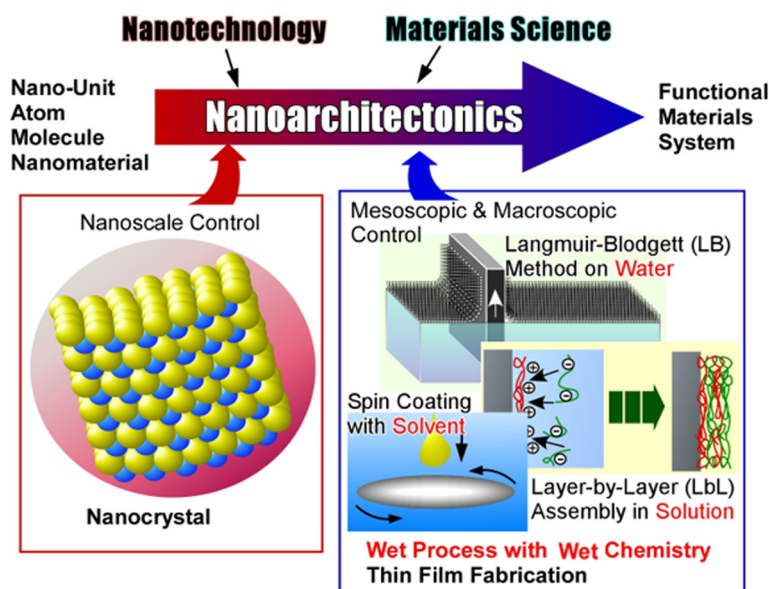 Nanotechnology
Materials Science
Nano-Unit
Atom
Molecule
Nanomaterial
Nanoarchitectonics
Functional
Materials
System
Nanoscale Control
Nanocrystal
Mesoscopic & Macroscopic
Control
Langmuir-Blodgett (LB)
Method on Water
+
+
+
+
-
-
-
-
Spin Coating
with Solvent
Layer-by-Layer (LbL)
Assembly in Solution
Wet Process with Wet Chemistry
Thin Film Fabrication